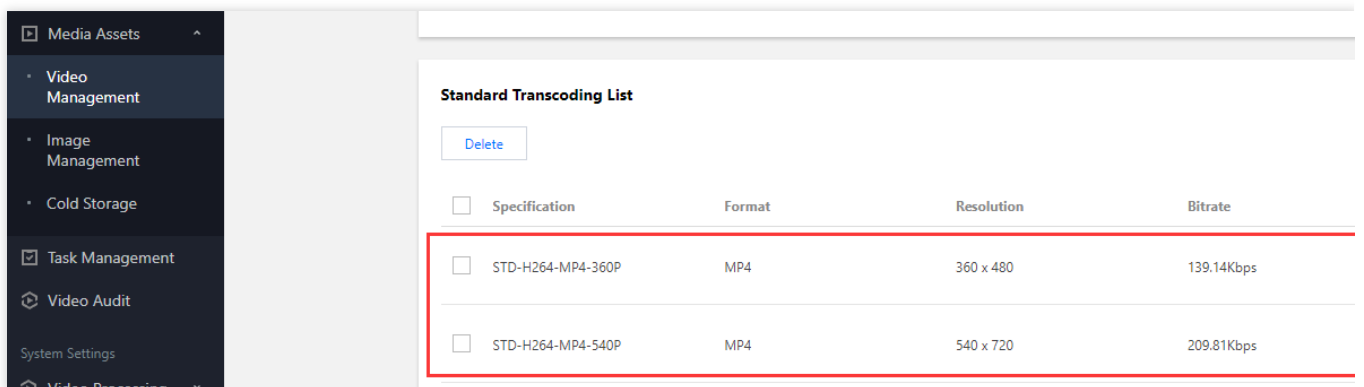 Media Assets
Video
Management
Image
Management
Cold Storage
Task Management
Video Audit
System Settings
Video Processing
Standard Transcoding List
Delete
Specification Format Resolution Bitrate
STD-H264-MP4-360P MP4 360 x 480 139.14Kbps
STD-H264-MP4-540P MP4 540 x 720 209.81Kbps